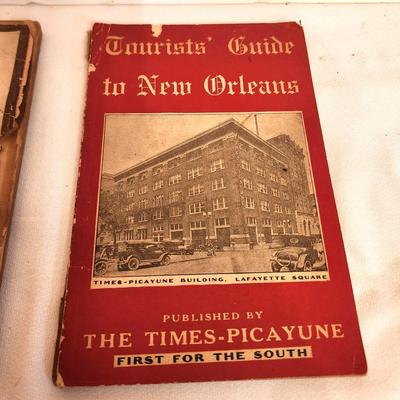 Tourists' Guide
to New Orleans
TIMES-PICAYUNE BUILDING, LAFAYETTE SQUARE
PUBLISHED BY
THE TIMES-PICAYUNE
FIRST FOR THE SOUTH